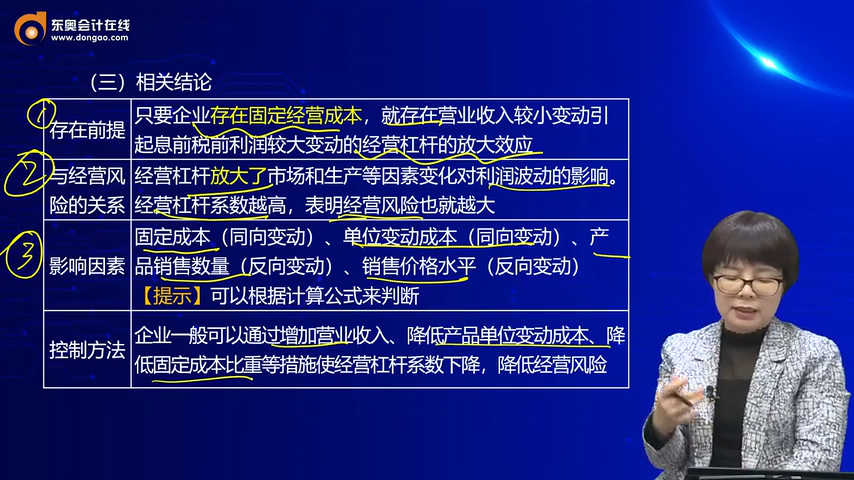 东奥会计在线
www.dongao.com
（三）相关结论
① 存在前提
只要企业存在固定经营成本，就存在营业收入较小变动引
起息前税前利润较大变动的经营杠杆的放大效应
② 与经营风
险的关系
经营杠杆放大了市场和生产等因素变化对利润波动的影响。
经营杠杆系数越高，表明经营风险也就越大
③ 影响因素
固定成本（同向变动）、单位变动成本（同向变动）、产
品销售数量（反向变动）、销售价格水平（反向变动）
【提示】可以根据计算公式来判断
控制方法
企业一般可以通过增加营业收入、降低产品单位变动成本、降
低固定成本比重等措施使经营杠杆系数下降，降低经营风险